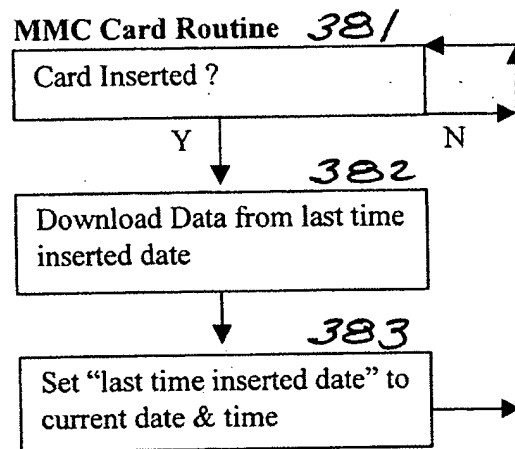 MMC Card Routine 381
Card Inserted ?
Y N
382
Download Data from last time
inserted date
383
Set “last time inserted date” to
current date & time